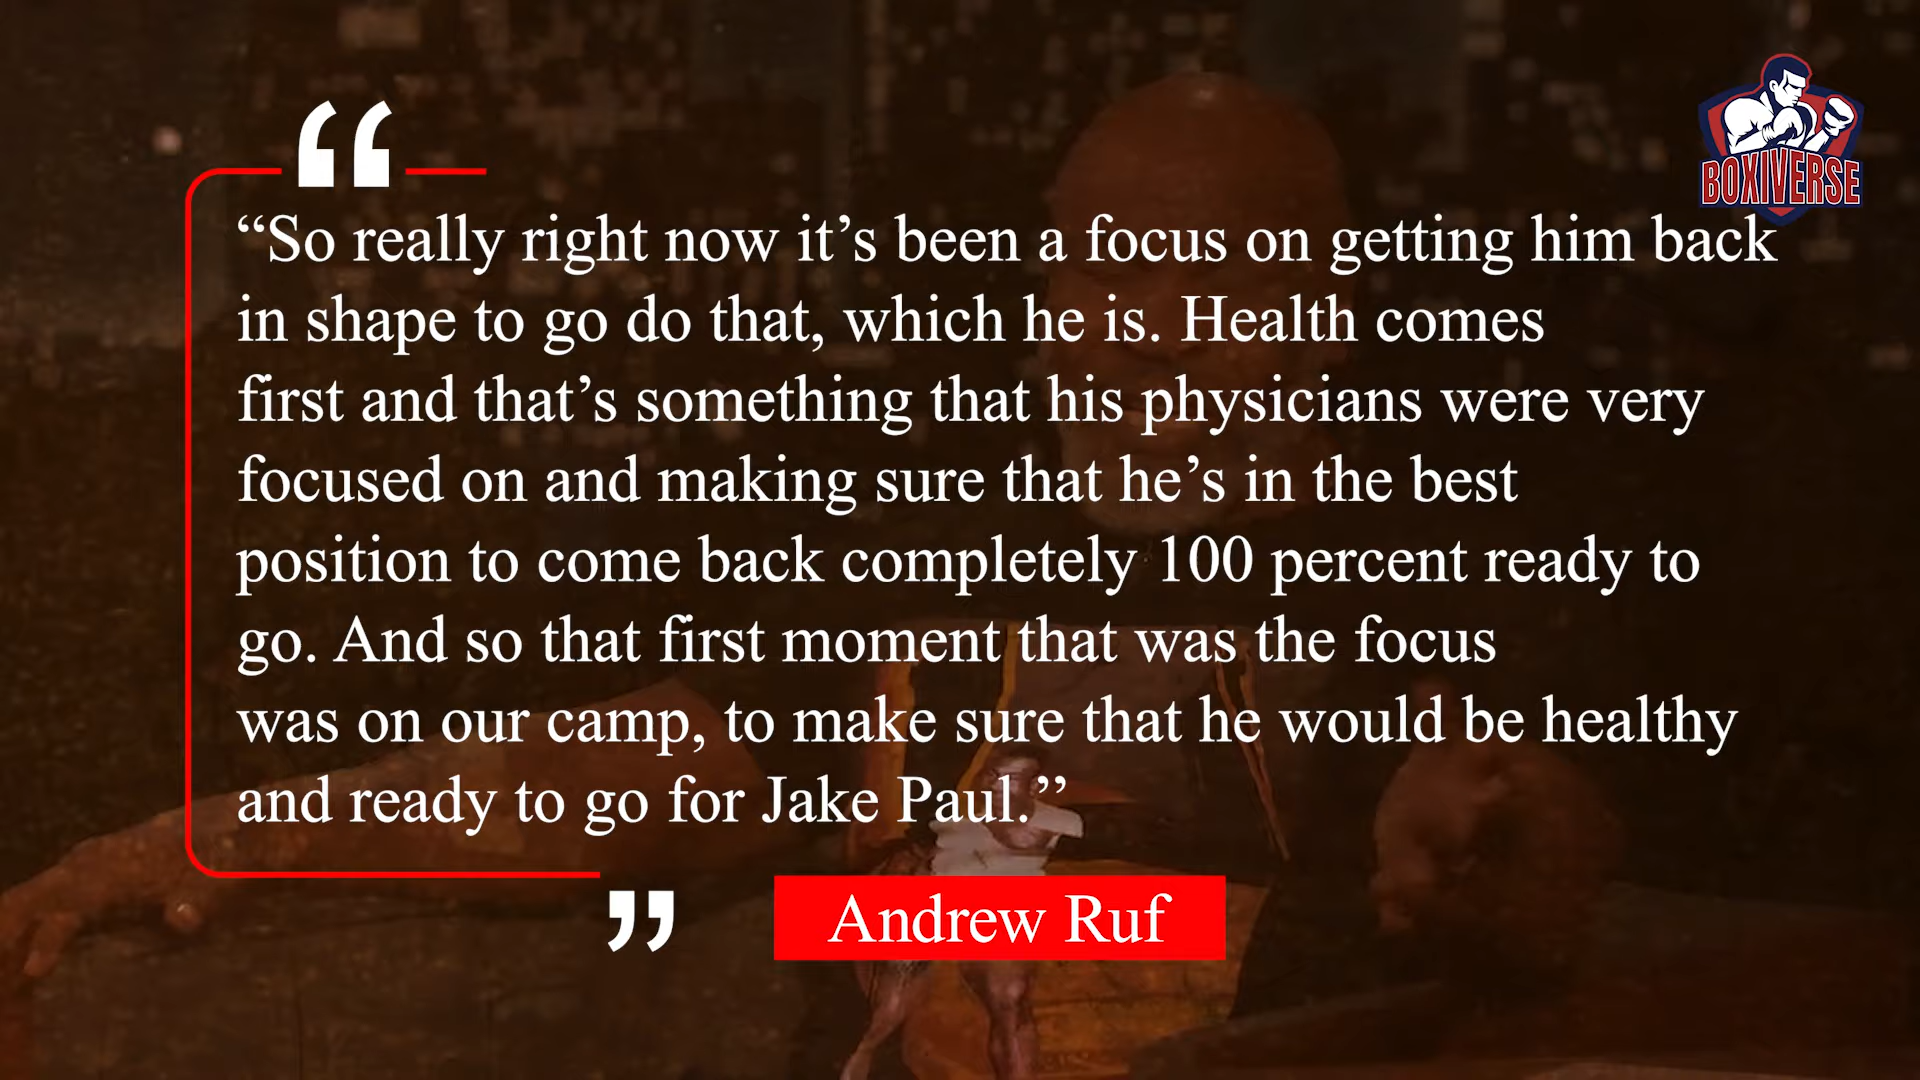 BOXIVERSE
“So really right now it’s been a focus on getting him back
in shape to go do that, which he is. Health comes
first and that’s something that his physicians were very
focused on and making sure that he’s in the best
position to come back completely 100 percent ready to
go. And so that first moment that was the focus
was on our camp, to make sure that he would be healthy
and ready to go for Jake Paul.”
Andrew Ruf